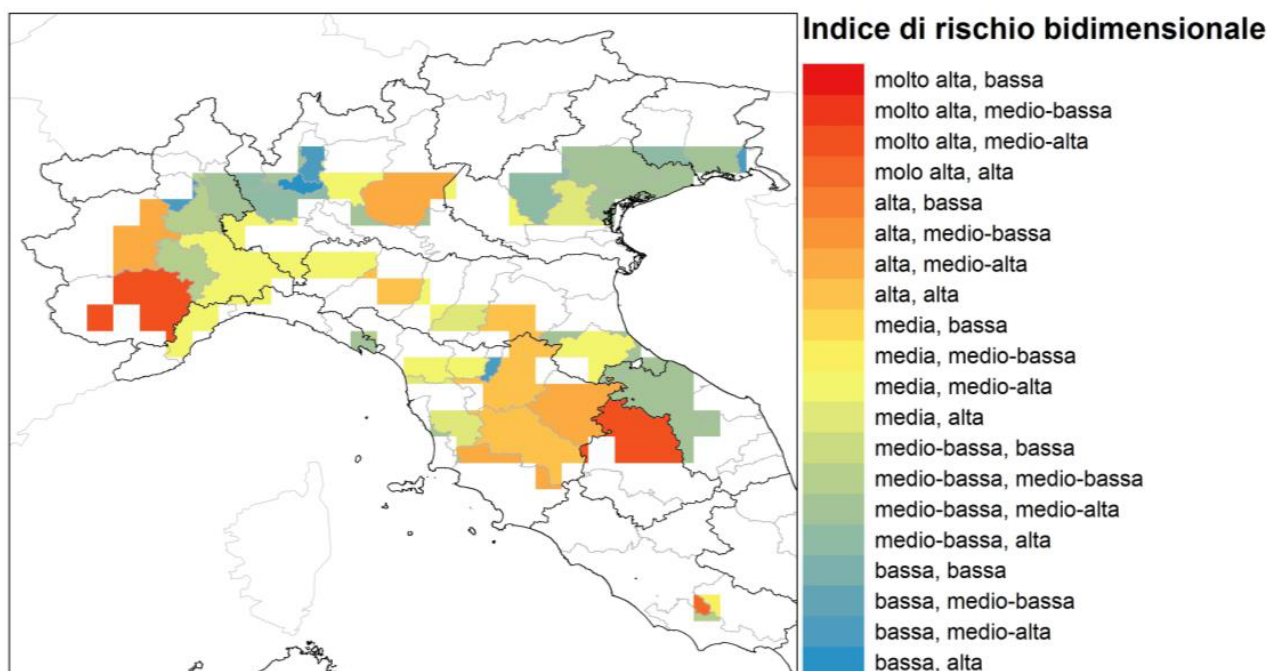 Indice di rischio bidimensionale
molto alta, bassa
molto alta, medio-bassa
molto alta, medio-alta
molo alta, alta
alta, bassa
alta, medio-bassa
alta, medio-alta
alta, alta
media, bassa
media, medio-bassa
media, medio-alta
media, alta
medio-bassa, bassa
medio-bassa, medio-bassa
medio-bassa, medio-alta
medio-bassa, alta
bassa, bassa
bassa, medio-bassa
bassa, medio-alta
bassa, alta